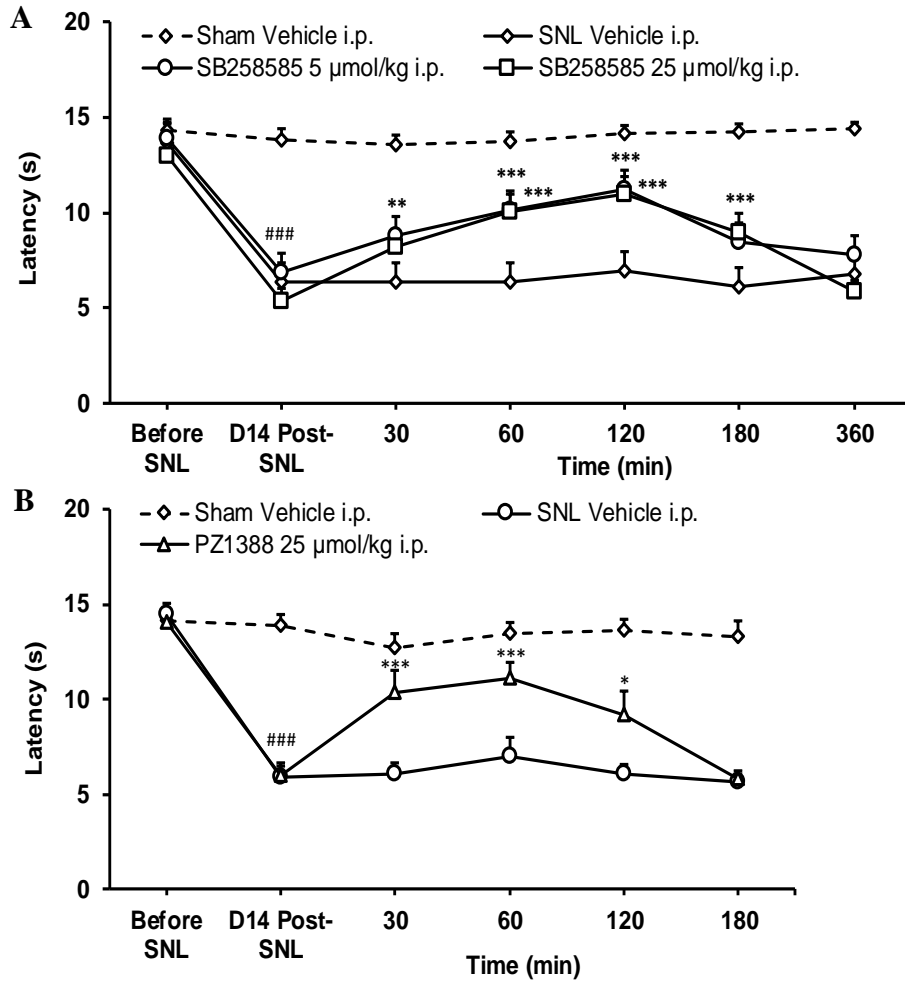 A
20
Sham Vehicle i.p.
SNL Vehicle i.p.
SB258585 5 µmol/kg i.p.
SB258585 25 µmol/kg i.p.
15
10
5
0
Latency (s)
###
**
***
***
***
***
***
Before SNL
D14 Post-SNL
30
60
120
180
360
Time (min)
B
20
Sham Vehicle i.p.
SNL Vehicle i.p.
PZ1388 25 µmol/kg i.p.
15
10
5
0
Latency (s)
###
***
***
*
Before SNL
D14 Post-SNL
30
60
120
180
Time (min)